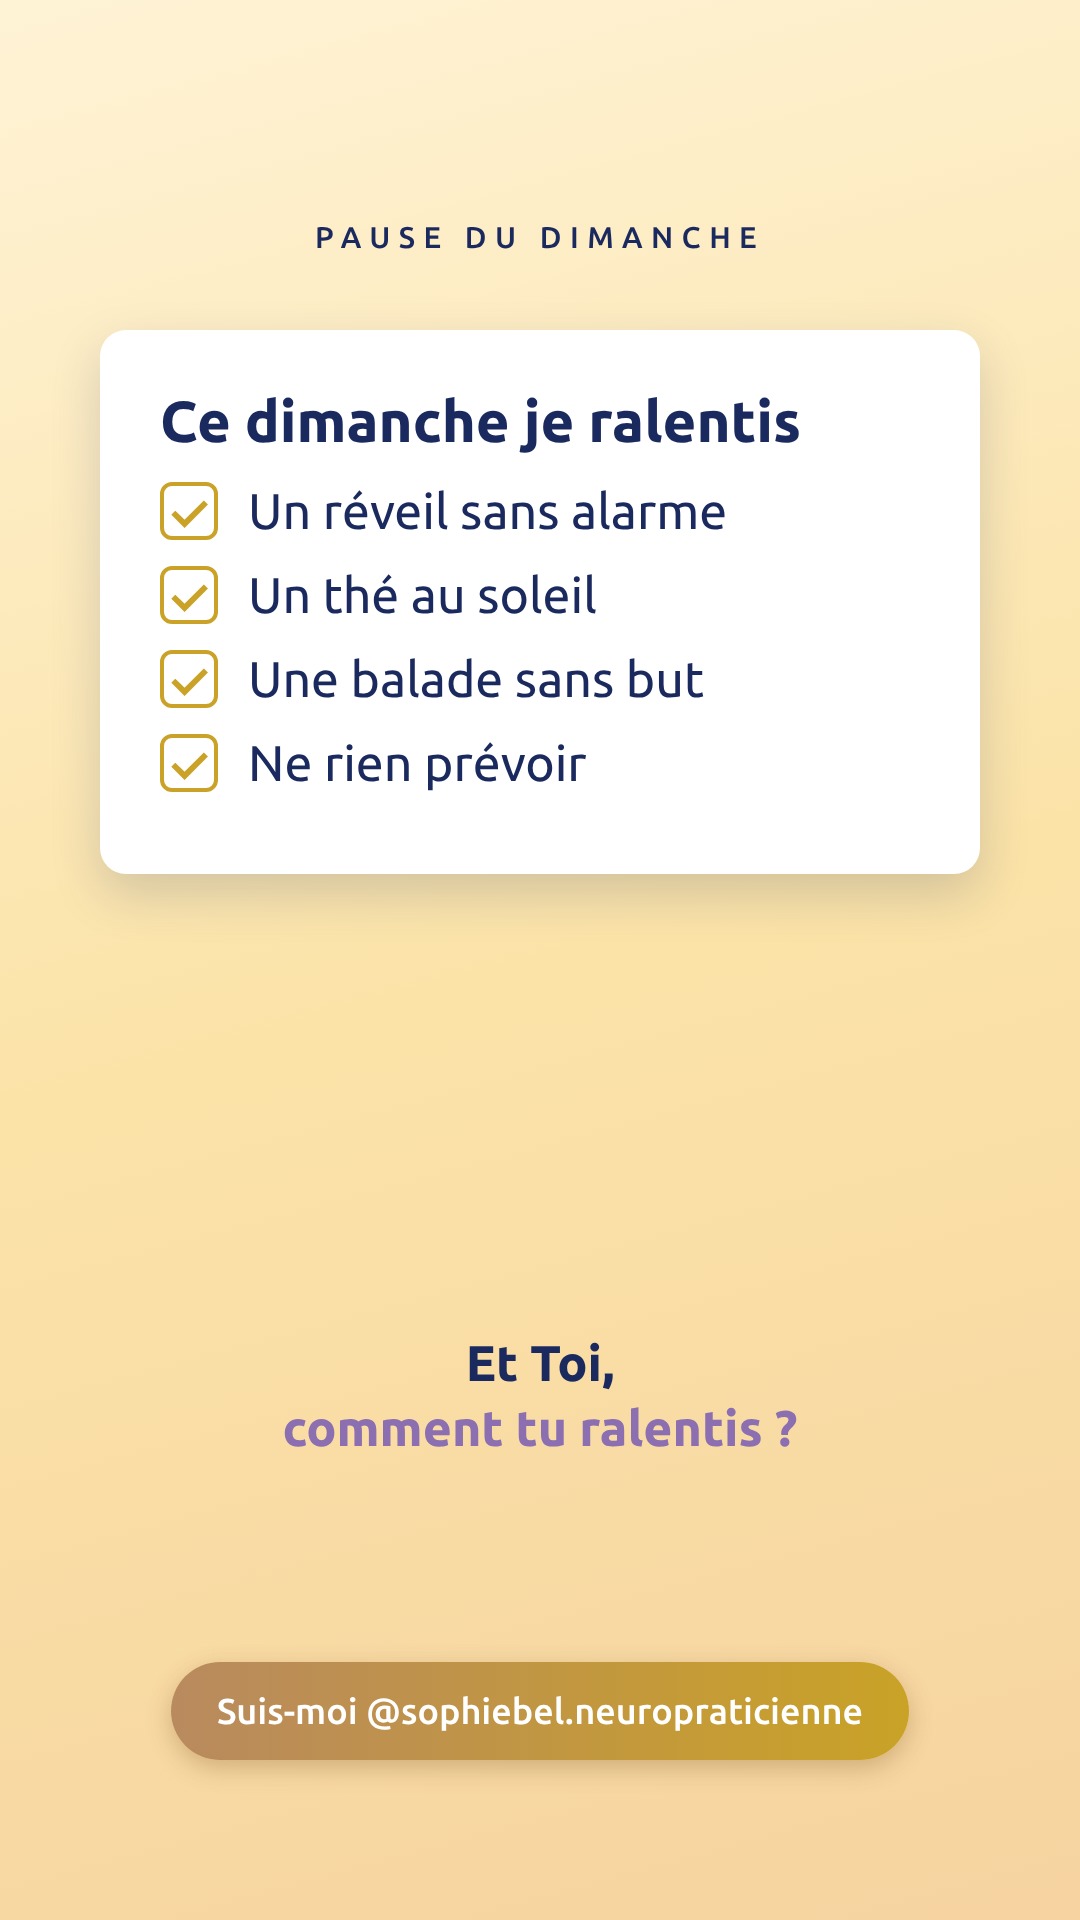 PAUSE DU DIMANCHE
Ce dimanche je ralentis
Un réveil sans alarme
Un thé au soleil
Une balade sans but
Ne rien prévoir
Et Toi,
comment tu ralentis ?
Suis-moi @sophiebel.neuropraticienne